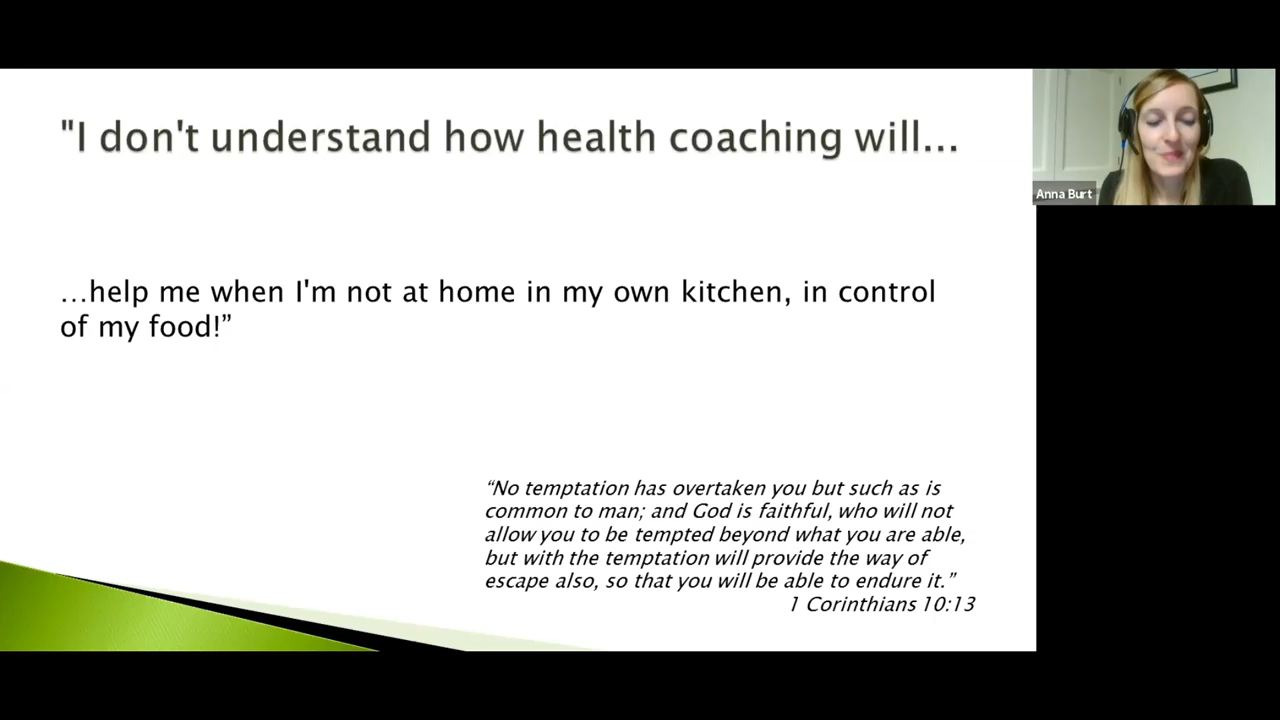 "I don't understand how health coaching will...
Anna Burt
…help me when I'm not at home in my own kitchen, in control
of my food!”
“No temptation has overtaken you but such as is
common to man; and God is faithful, who will not
allow you to be tempted beyond what you are able,
but with the temptation will provide the way of
escape also, so that you will be able to endure it.”
1 Corinthians 10:13